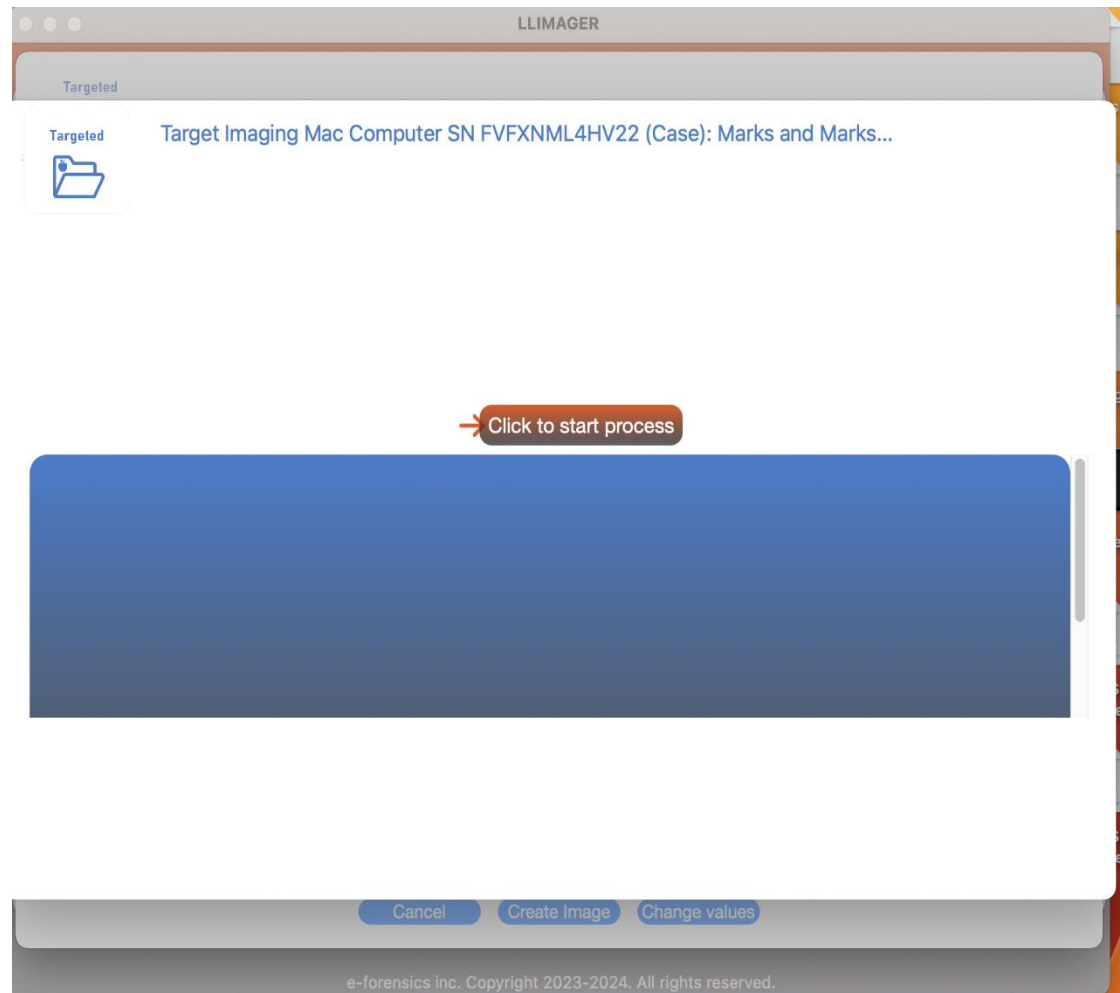 LLIMAGER
Targeted
Targeted
Target Imaging Mac Computer SN FVFXNML4HV22 (Case): Marks and Marks...
Click to start process
Cancel
Create Image
Change values
e-forensics inc. Copyright 2023-2024. All rights reserved.